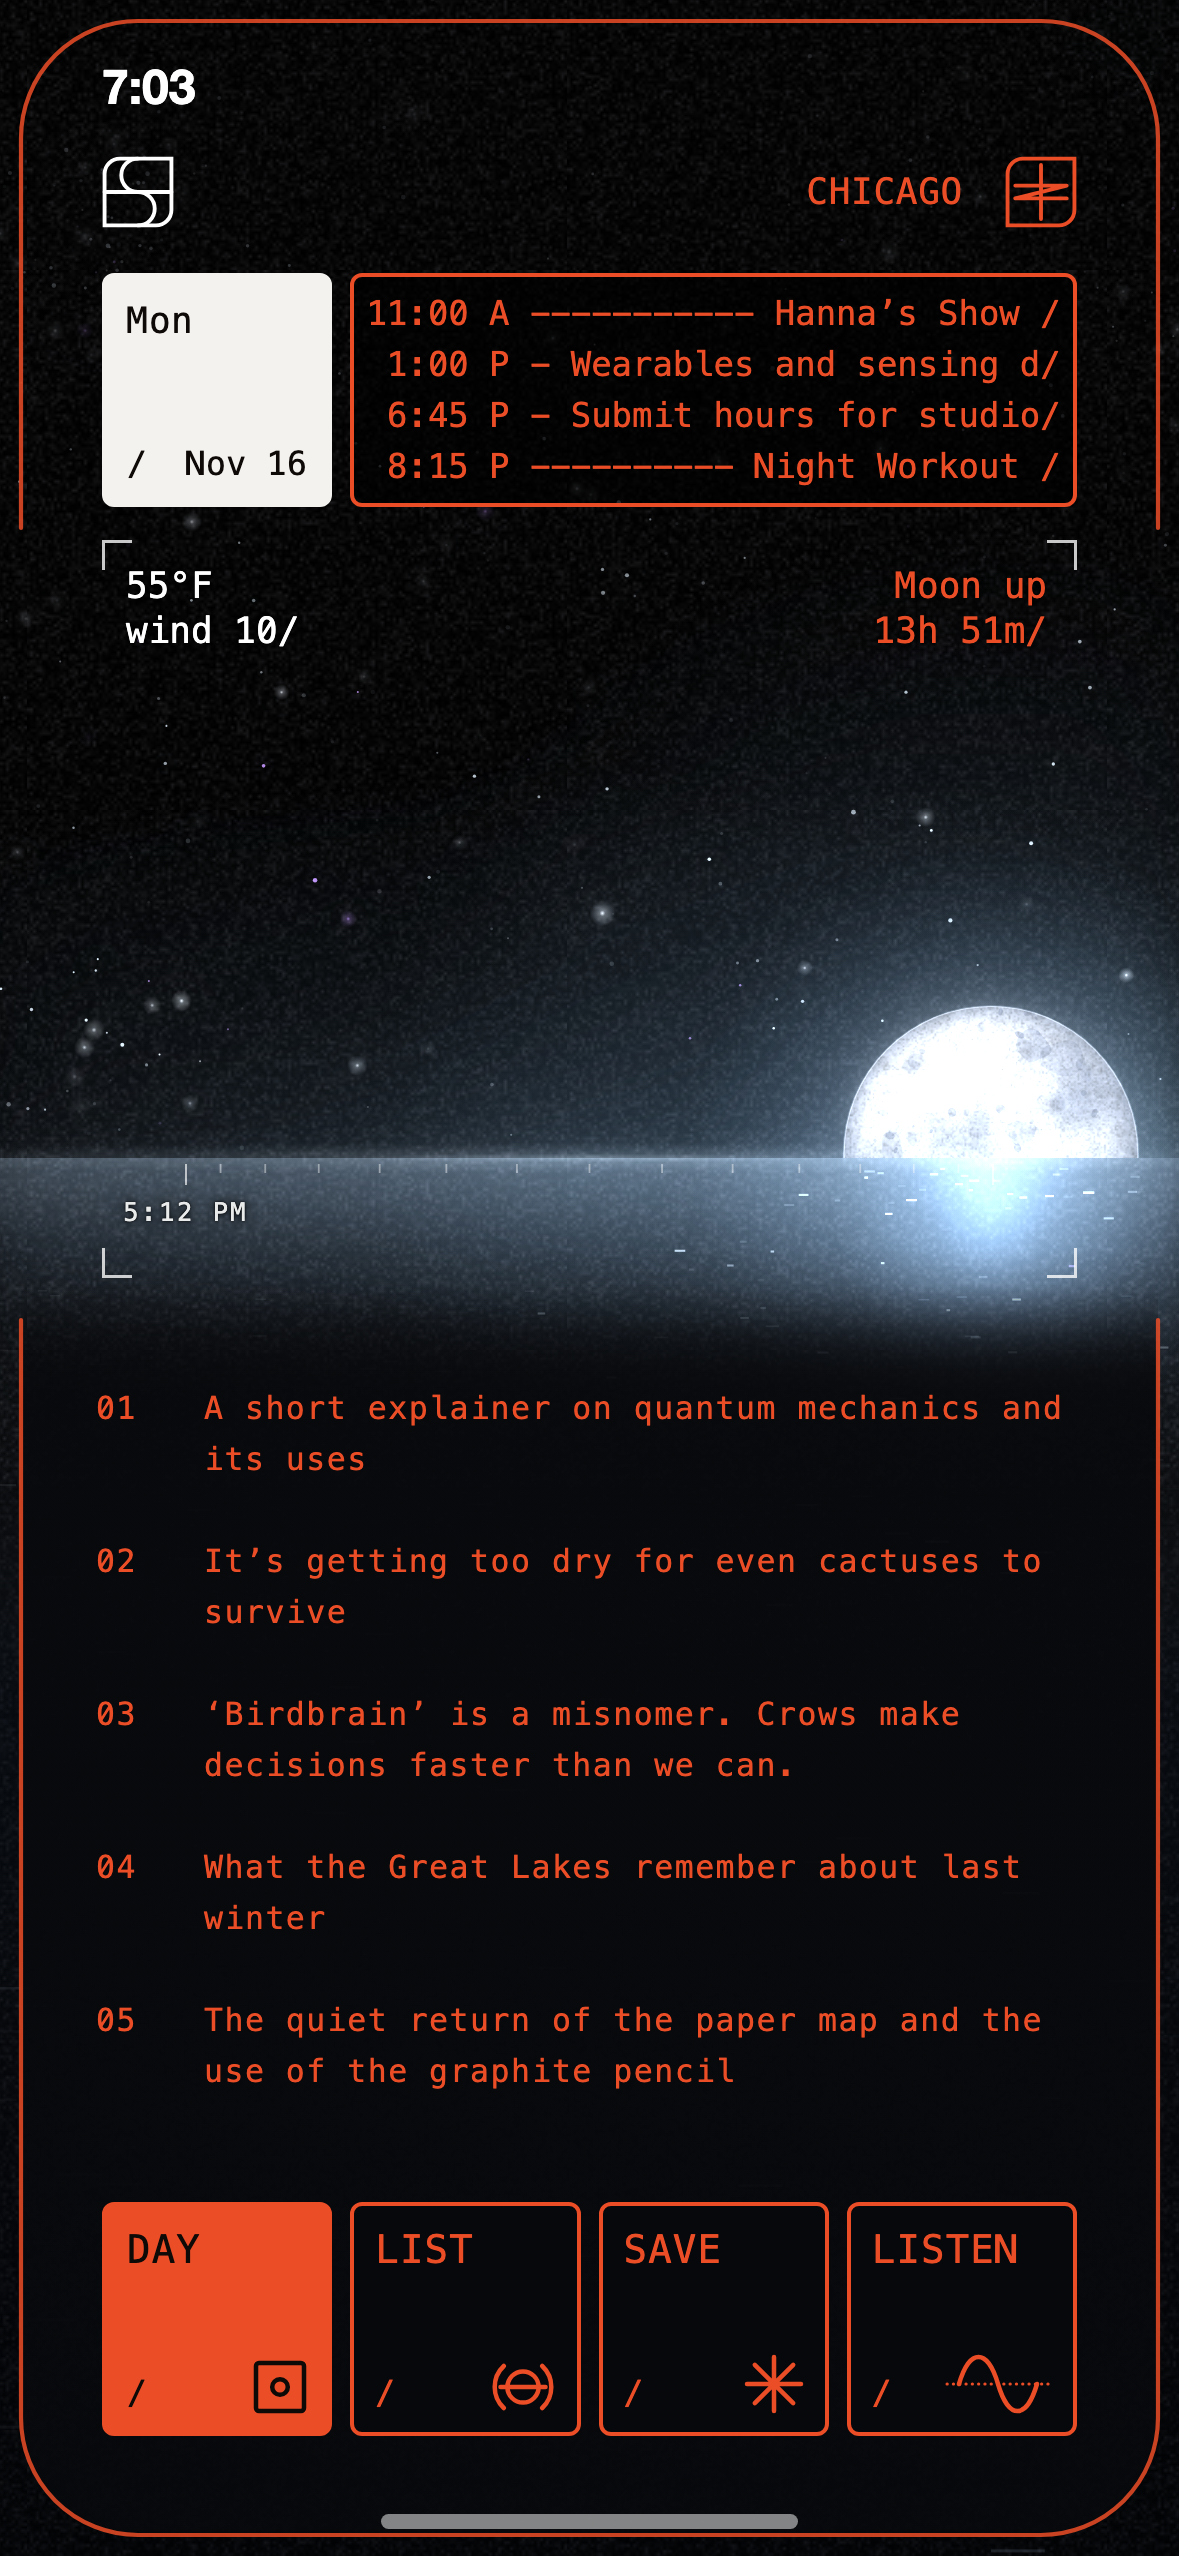 7:03
CHICAGO
Mon
/ Nov 16
11:00 A ––––––––––– Hanna’s Show /
1:00 P – Wearables and sensing d/
6:45 P – Submit hours for studio/
8:15 P –––––––––– Night Workout /
55°F
wind 10/
Moon up
13h 51m/
5:12 PM
01 A short explainer on quantum mechanics and
its uses
02 It’s getting too dry for even cactuses to
survive
03 ‘Birdbrain’ is a misnomer. Crows make
decisions faster than we can.
04 What the Great Lakes remember about last
winter
05 The quiet return of the paper map and the
use of the graphite pencil
DAY
/
LIST
/
SAVE
/
LISTEN
/